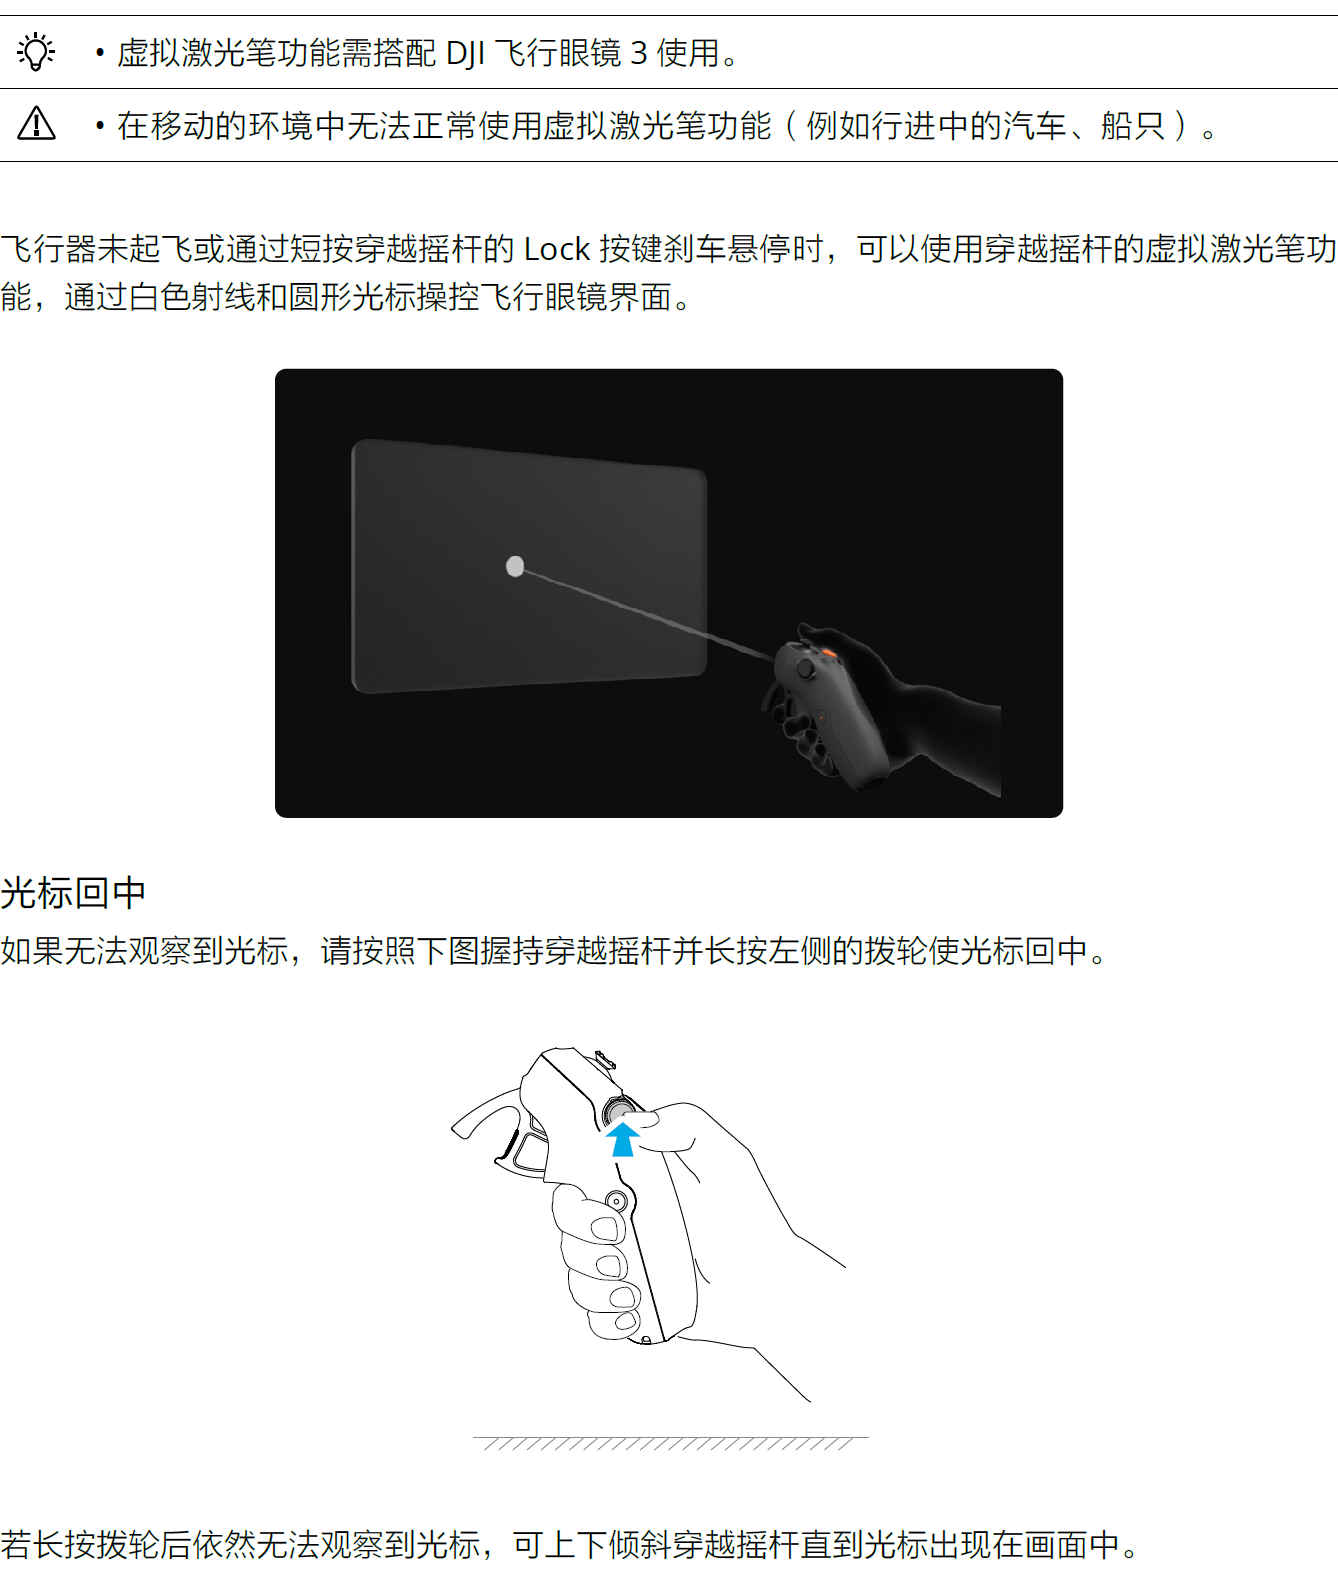 • 虚拟激光笔功能需搭配 DJI 飞行眼镜 3 使用。
• 在移动的环境中无法正常使用虚拟激光笔功能（例如行进中的汽车、船只）。
飞行器未起飞或通过短按穿越摇杆的 Lock 按键刹车悬停时，可以使用穿越摇杆的虚拟激光笔功
能，通过白色射线和圆形光标操控飞行眼镜界面。
光标回中
如果无法观察到光标，请按照下图握持穿越摇杆并长按左侧的拨轮使光标回中。
若长按拨轮后依然无法观察到光标，可上下倾斜穿越摇杆直到光标出现在画面中。